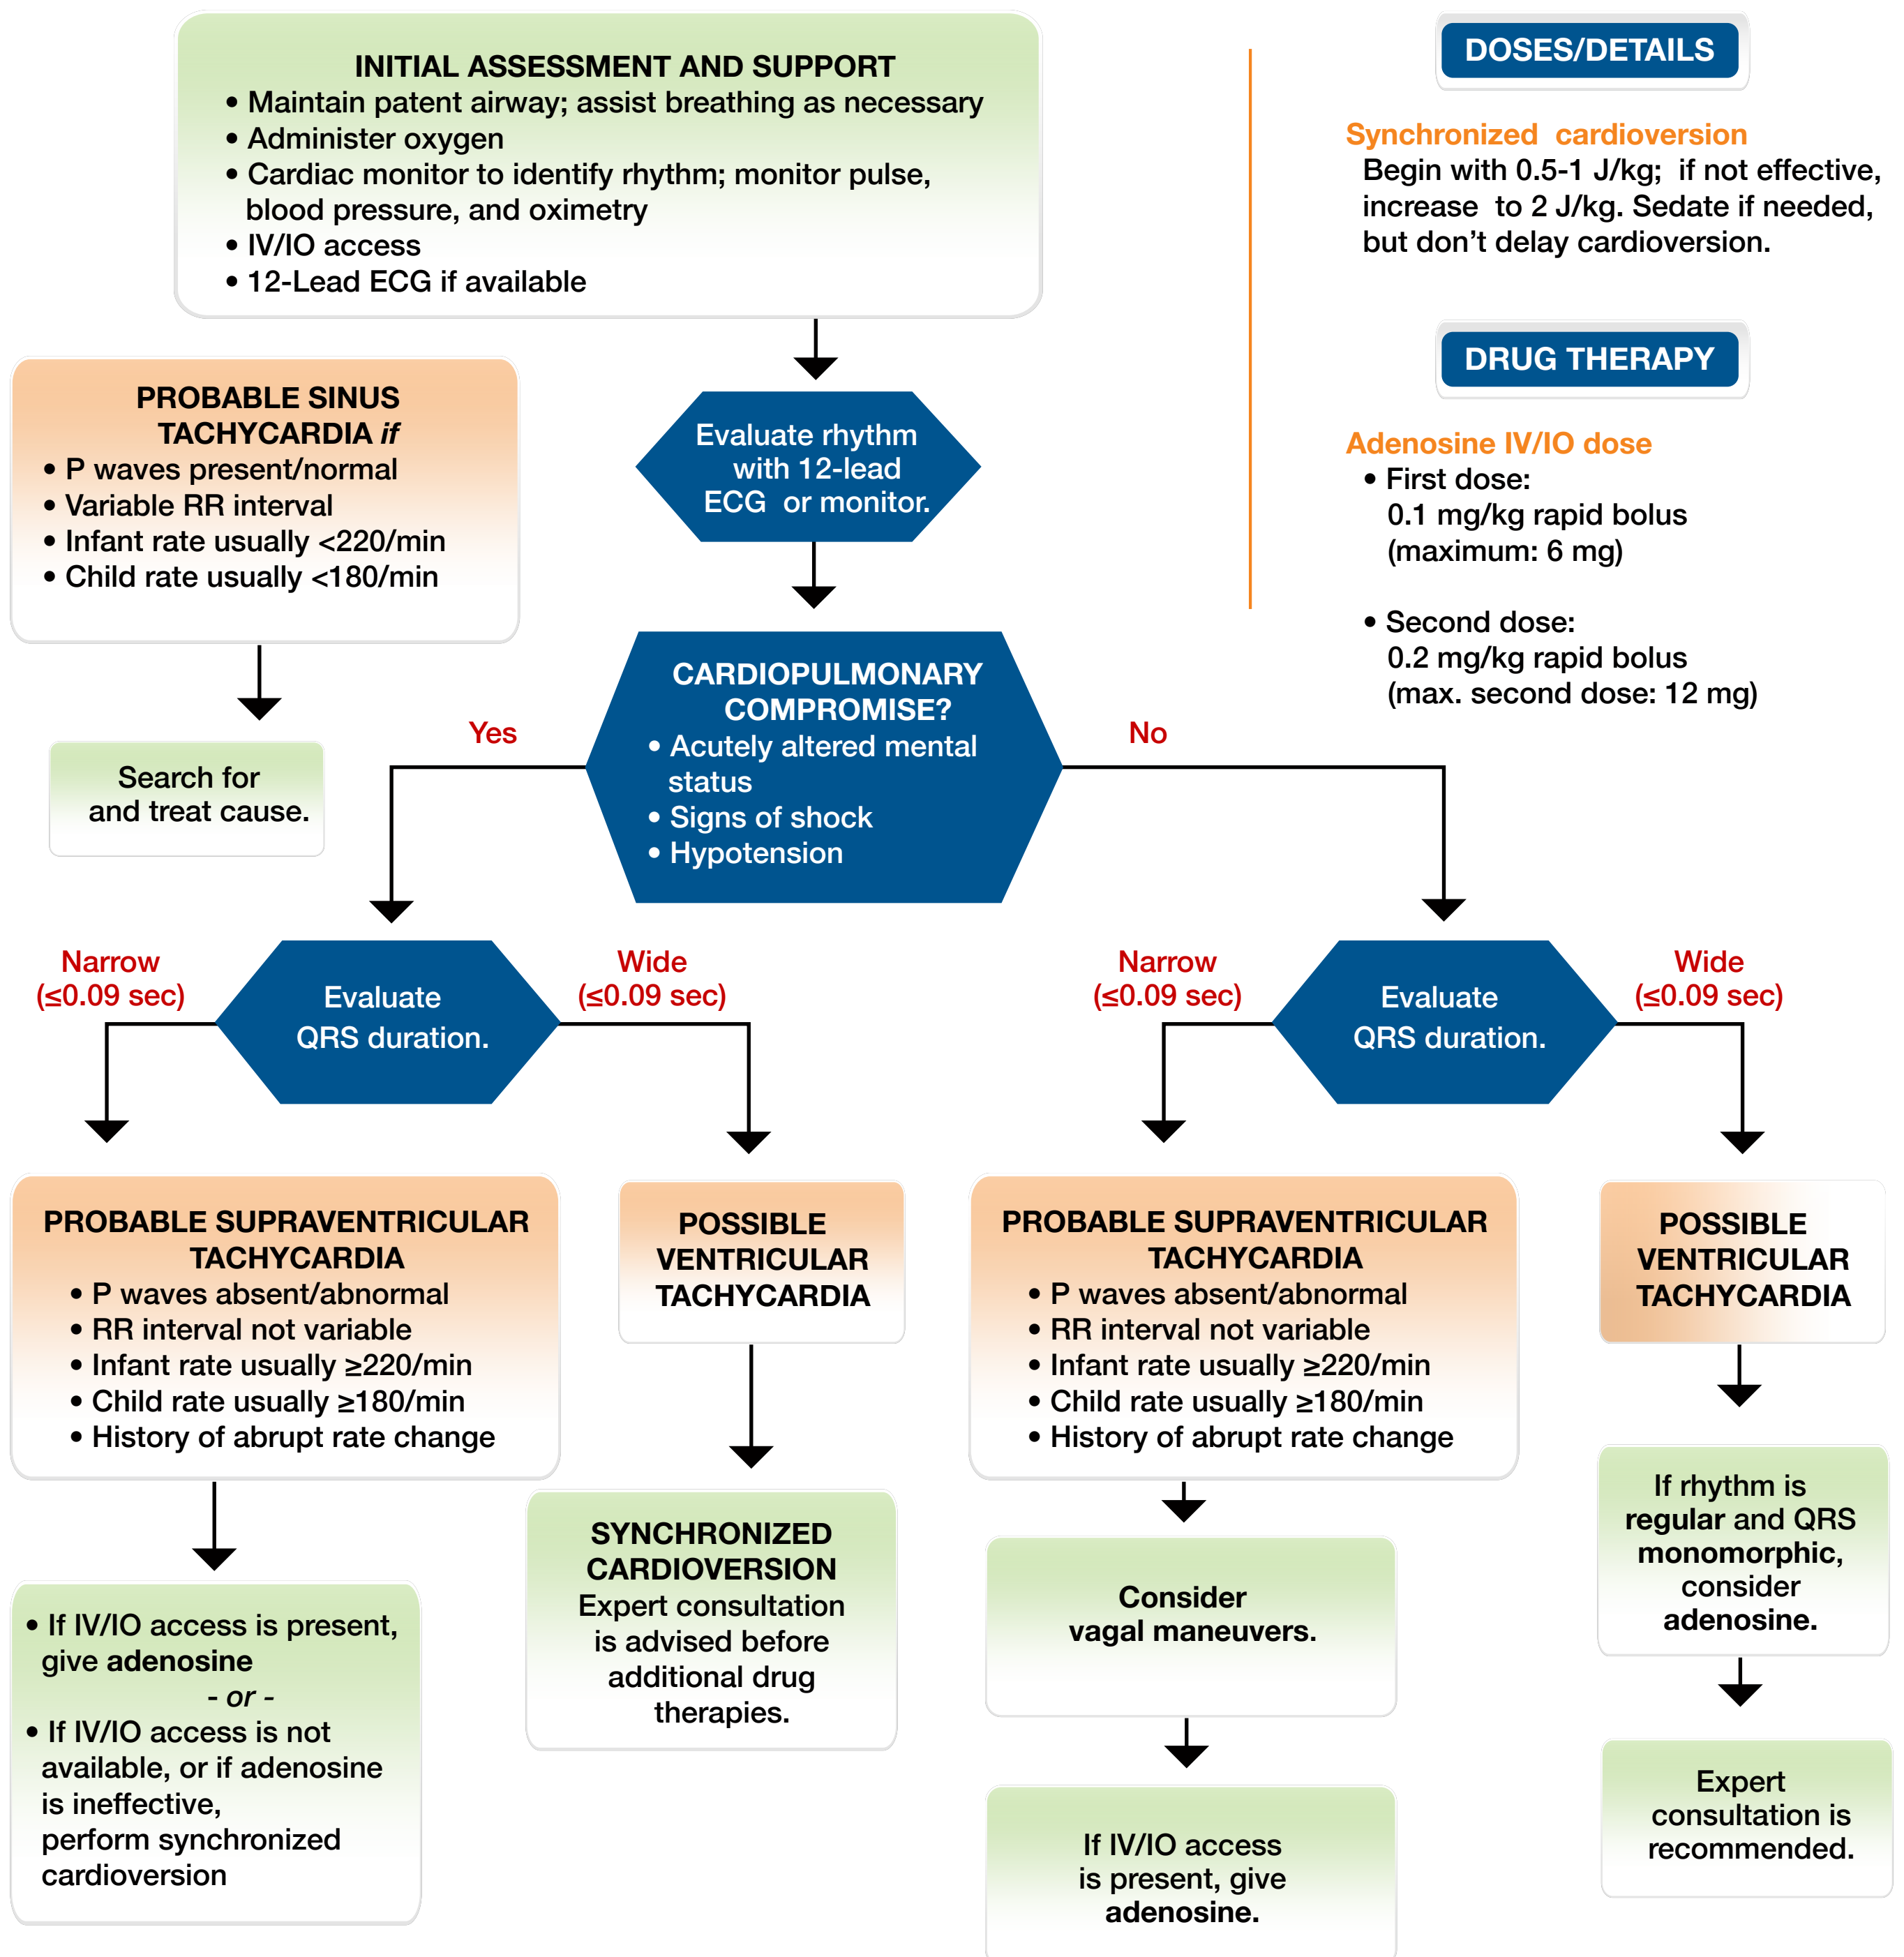 INITIAL ASSESSMENT AND SUPPORT
• Maintain patent airway; assist breathing as necessary
• Administer oxygen
• Cardiac monitor to identify rhythm; monitor pulse,
blood pressure, and oximetry
• IV/IO access
• 12-Lead ECG if available
DOSES/DETAILS
Synchronized cardioversion
Begin with 0.5-1 J/kg; if not effective,
increase to 2 J/kg. Sedate if needed,
but don't delay cardioversion.
DRUG THERAPY
Adenosine IV/IO dose
• First dose:
0.1 mg/kg rapid bolus
(maximum: 6 mg)
• Second dose:
0.2 mg/kg rapid bolus
(max. second dose: 12 mg)
PROBABLE SINUS
TACHYCARDIA if
• P waves present/normal
• Variable RR interval
• Infant rate usually <220/min
• Child rate usually <180/min
Search for
and treat cause.
Evaluate rhythm
with 12-lead
ECG or monitor.
CARDIOPULMONARY
COMPROMISE?
• Acutely altered mental
status
• Signs of shock
• Hypotension
Yes
No
Narrow
(≤0.09 sec)
Evaluate
QRS duration.
Wide
(≤0.09 sec)
Narrow
(≤0.09 sec)
Evaluate
QRS duration.
Wide
(≤0.09 sec)
PROBABLE SUPRAVENTRICULAR
TACHYCARDIA
• P waves absent/abnormal
• RR interval not variable
• Infant rate usually ≥220/min
• Child rate usually ≥180/min
• History of abrupt rate change
POSSIBLE
VENTRICULAR
TACHYCARDIA
PROBABLE SUPRAVENTRICULAR
TACHYCARDIA
• P waves absent/abnormal
• RR interval not variable
• Infant rate usually ≥220/min
• Child rate usually ≥180/min
• History of abrupt rate change
POSSIBLE
VENTRICULAR
TACHYCARDIA
• If IV/IO access is present,
give adenosine
- or -
• If IV/IO access is not
available, or if adenosine
is ineffective,
perform synchronized
cardioversion
SYNCHRONIZED
CARDIOVERSION
Expert consultation
is advised before
additional drug
therapies.
Consider
vagal maneuvers.
If IV/IO access
is present, give
adenosine.
If rhythm is
regular and QRS
monomorphic,
consider
adenosine.
Expert
consultation is
recommended.